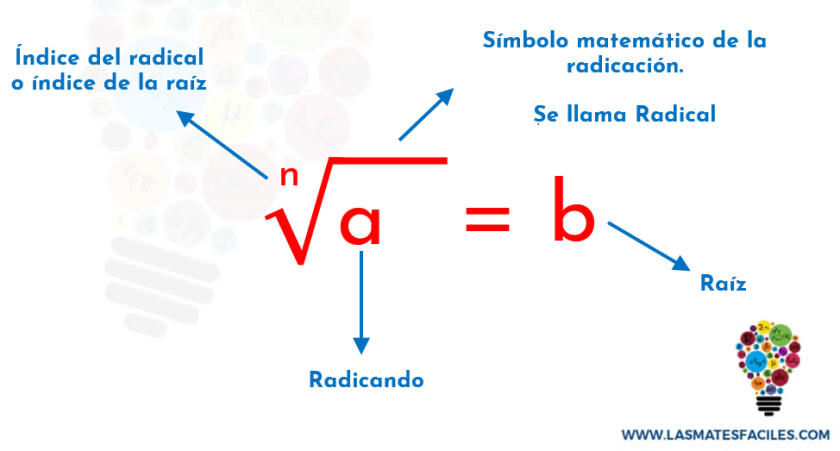 Índice del radical
o índice de la raíz
Símbolo matemático de la
radicación.
Se llama Radical
n
√a = b
Raíz
Radicando
WWW.LASMATESFACILES.COM